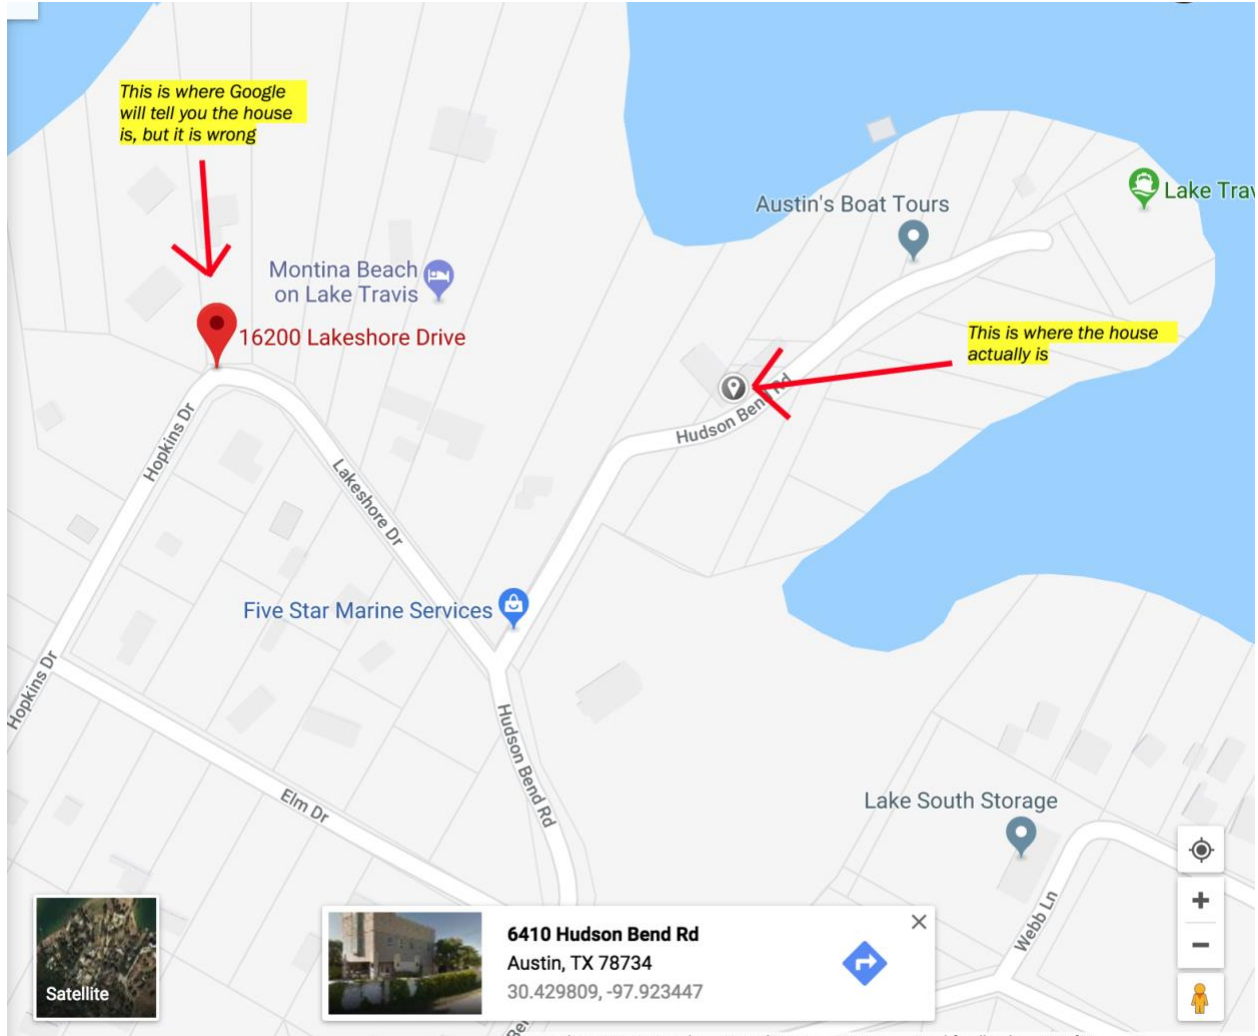 This is where Google
will tell you the house
is, but it is wrong
Austin's Boat Tours
Lake Trav
Montina Beach
on Lake Travis
16200 Lakeshore Drive
This is where the house
actually is
Hudson Bend Rd
Hopkins Dr
Lakeshore Dr
Five Star Marine Services
Hopkins Dr
Hudson Bend Rd
Elm Dr
Lake South Storage
Webb Ln
Satellite
6410 Hudson Bend Rd
Austin, TX 78734
30.429809, -97.923447